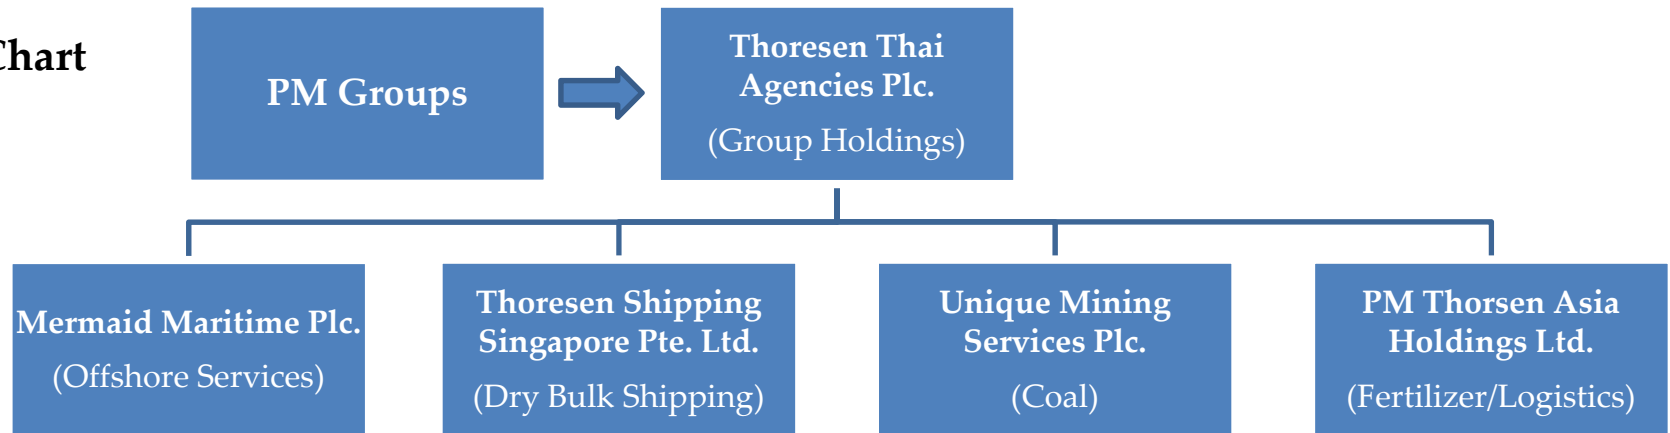 Chart
PM Groups
Thoresen Thai
Agencies Plc.
(Group Holdings)
Mermaid Maritime Plc.
(Offshore Services)
Thoresen Shipping
Singapore Pte. Ltd.
(Dry Bulk Shipping)
Unique Mining
Services Plc.
(Coal)
PM Thorsen Asia
Holdings Ltd.
(Fertilizer/Logistics)